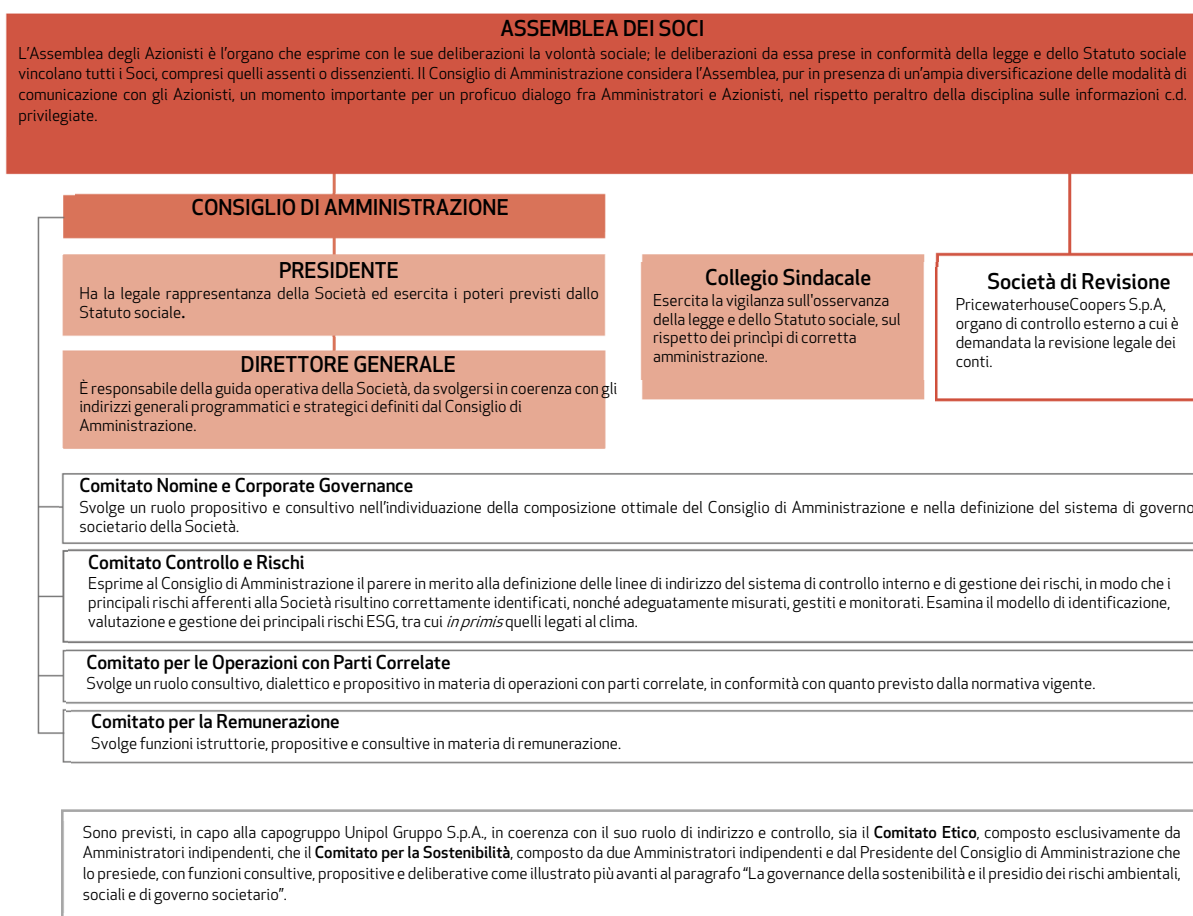 ASSEMBLEA DEI SOCI
L'Assemblea degli Azionisti è l'organo che esprime con le sue deliberazioni la volontà sociale; le deliberazioni da essa prese in conformità della legge e dello Statuto sociale
vincolano tutti i Soci, compresi quelli assenti o dissenzienti. Il Consiglio di Amministrazione considera l'Assemblea, pur in presenza di un'ampia diversificazione delle modalità di
comunicazione con gli Azionisti, un momento importante per un proficuo dialogo fra Amministratori e Azionisti, nel rispetto peraltro della disciplina sulle informazioni c.d.
privilegiate.
CONSIGLIO DI AMMINISTRAZIONE
PRESIDENTE
Ha la legale rappresentanza della Società ed esercita i poteri previsti dallo
Statuto sociale.
DIRETTORE GENERALE
È responsabile della guida operativa della Società, da svolgersi in coerenza con gli
indirizzi generali programmatici e strategici definiti dal Consiglio di
Amministrazione.
Collegio Sindacale
Esercita la vigilanza sull'osservanza
della legge e dello Statuto sociale, sul
rispetto dei princìpi di corretta
amministrazione.
Società di Revisione
PricewaterhouseCoopers S.p.A,
organo di controllo esterno a cui è
demandata la revisione legale dei
conti.
Comitato Nomine e Corporate Governance
Svolge un ruolo propositivo e consultivo nell'individuazione della composizione ottimale del Consiglio di Amministrazione e nella definizione del sistema di governo
societario della Società.
Comitato Controllo e Rischi
Esprime al Consiglio di Amministrazione il parere in merito alla definizione delle linee di indirizzo del sistema di controllo interno e di gestione dei rischi, in modo che i
principali rischi afferenti alla Società risultino correttamente identificati, nonché adeguatamente misurati, gestiti e monitorati. Esamina il modello di identificazione,
valutazione e gestione dei principali rischi ESG, tra cui in primis quelli legati al clima.
Comitato per le Operazioni con Parti Correlate
Svolge un ruolo consultivo, dialettico e propositivo in materia di operazioni con parti correlate, in conformità con quanto previsto dalla normativa vigente.
Comitato per la Remunerazione
Svolge funzioni istruttorie, propositive e consultive in materia di remunerazione.
Sono previsti, in capo alla capogruppo Unipol Gruppo S.p.A., in coerenza con il suo ruolo di indirizzo e controllo, sia il Comitato Etico, composto esclusivamente da
Amministratori indipendenti, che il Comitato per la Sostenibilità, composto da due Amministratori indipendenti e dal Presidente del Consiglio di Amministrazione che
lo presiede, con funzioni consultive, propositive e deliberative come illustrato più avanti al paragrafo "La governance della sostenibilità e il presidio dei rischi ambientali,
sociali e di governo societario".